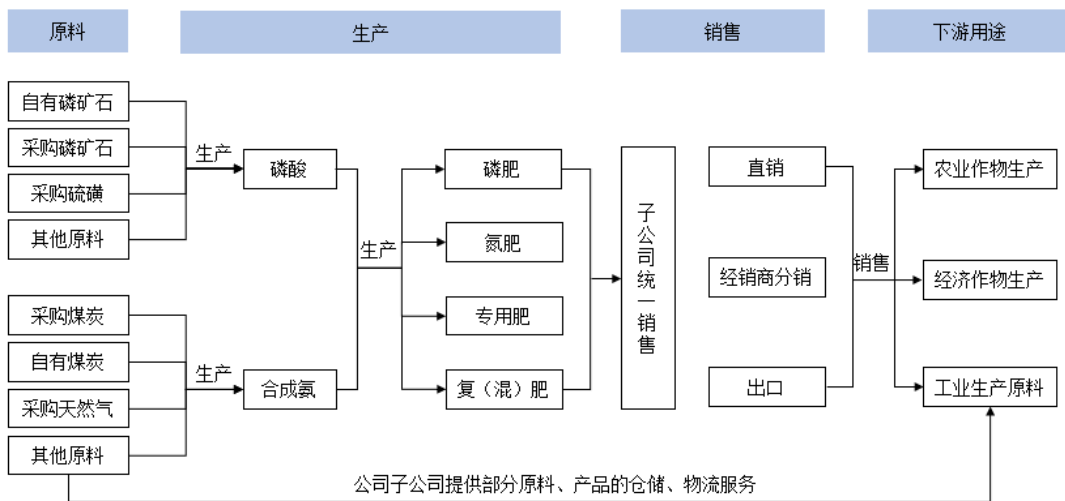 原料
生产
销售
下游用途
自有磷矿石
采购磷矿石
采购硫磺
其他原料
生产
磷酸
采购煤炭
自有煤炭
采购天然气
其他原料
生产
合成氨
生产
磷肥
氮肥
专用肥
复（混）肥
子公司统一销售
直销
经销商分销
出口
销售
农业作物生产
经济作物生产
工业生产原料
公司子公司提供部分原料、产品的仓储、物流服务